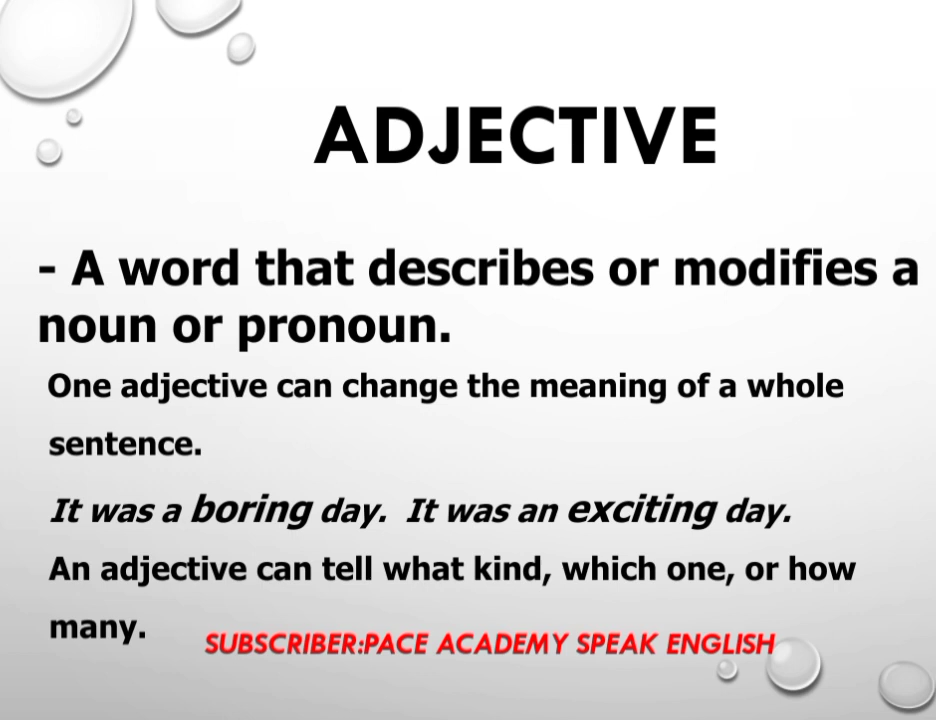 ADJECTIVE
- A word that describes or modifies a
noun or pronoun.
One adjective can change the meaning of a whole
sentence.
It was a boring day. It was an exciting day.
An adjective can tell what kind, which one, or how
many.
SUBSCRIBER:PACE ACADEMY SPEAK ENGLISH